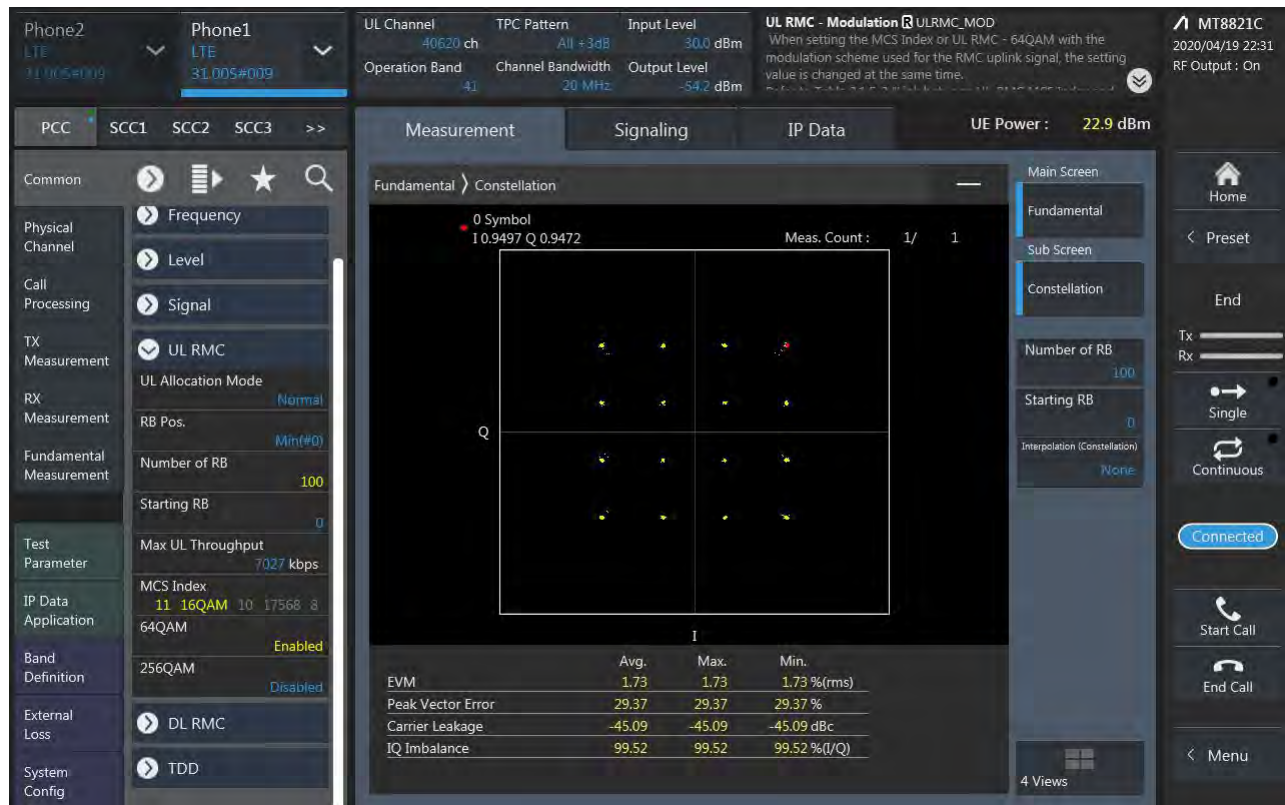 Phone2
LTE
31.005#009
Phone1
LTE
31.005#009
UL Channel
40620 ch
Operation Band
41
TPC Pattern
All +3dB
Channel Bandwidth
20 MHz
Input Level
30.0 dBm
Output Level
-54.2 dBm
UL RMC - Modulation R ULRMC_MOD
When setting the MCS Index or UL RMC - 64QAM with the
modulation scheme used for the RMC uplink signal, the setting
value is changed at the same time.
MT8821C
2020/04/19 22:31
RF Output : On
PCC SCC1 SCC2 SCC3 >>
Measurement Signaling IP Data
UE Power : 22.9 dBm
Common
Physical
Channel
Call
Processing
TX
Measurement
RX
Measurement
Fundamental
Measurement
Test
Parameter
IP Data
Application
Band
Definition
External
Loss
System
Config
Frequency
Level
Signal
UL RMC
UL Allocation Mode
Normal
RB Pos.
Min(#0)
Number of RB
100
Starting RB
0
Max UL Throughput
7027 kbps
MCS Index
11 16QAM 10 17568 8
64QAM
Enabled
256QAM
Disabled
DL RMC
TDD
Fundamental Constellation
0 Symbol
I 0.9497 Q 0.9472
Meas. Count : 1/ 1
Q
I
Avg. Max. Min.
EVM 1.73 1.73 1.73 %(rms)
Peak Vector Error 29.37 29.37 29.37 %
Carrier Leakage -45.09 -45.09 -45.09 dBc
IQ Imbalance 99.52 99.52 99.52 %(I/Q)
Main Screen
Fundamental
Sub Screen
Constellation
Number of RB
100
Starting RB
0
Interpolation (Constellation)
None
4 Views
Home
< Preset
End
Tx
Rx
Single
Continuous
Connected
Start Call
End Call
< Menu